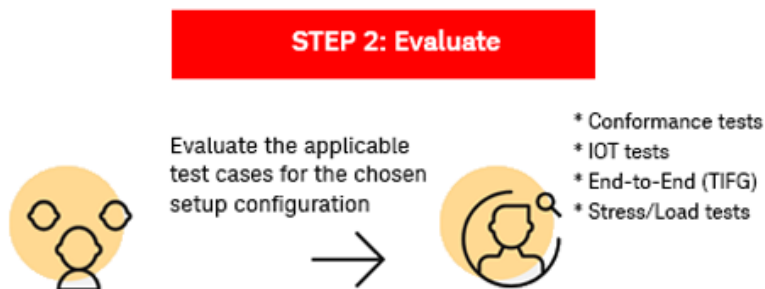 STEP 2: Evaluate
Evaluate the applicable
test cases for the chosen
setup configuration
* Conformance tests
* IOT tests
* End-to-End (TIFG)
* Stress/Load tests